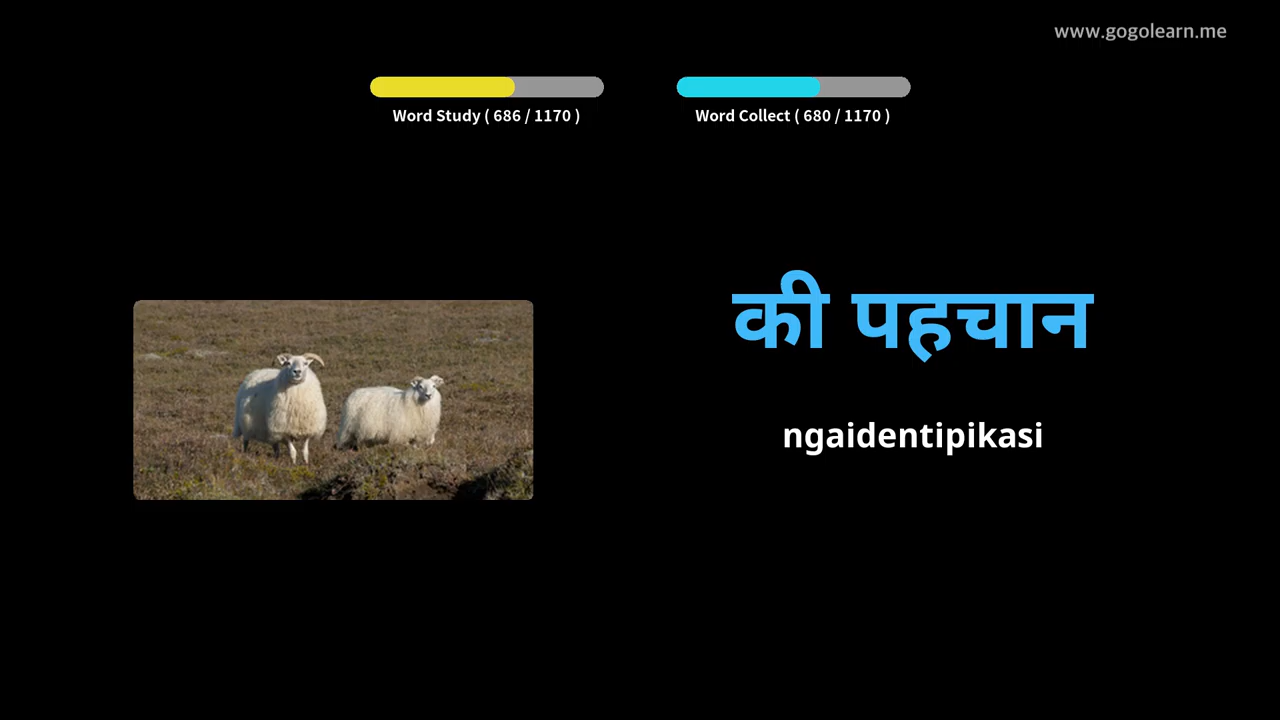 www.gogolearn.me
Word Study ( 686 / 1170 )
Word Collect ( 680 / 1170 )
की पहचान
ngaidentipikasi